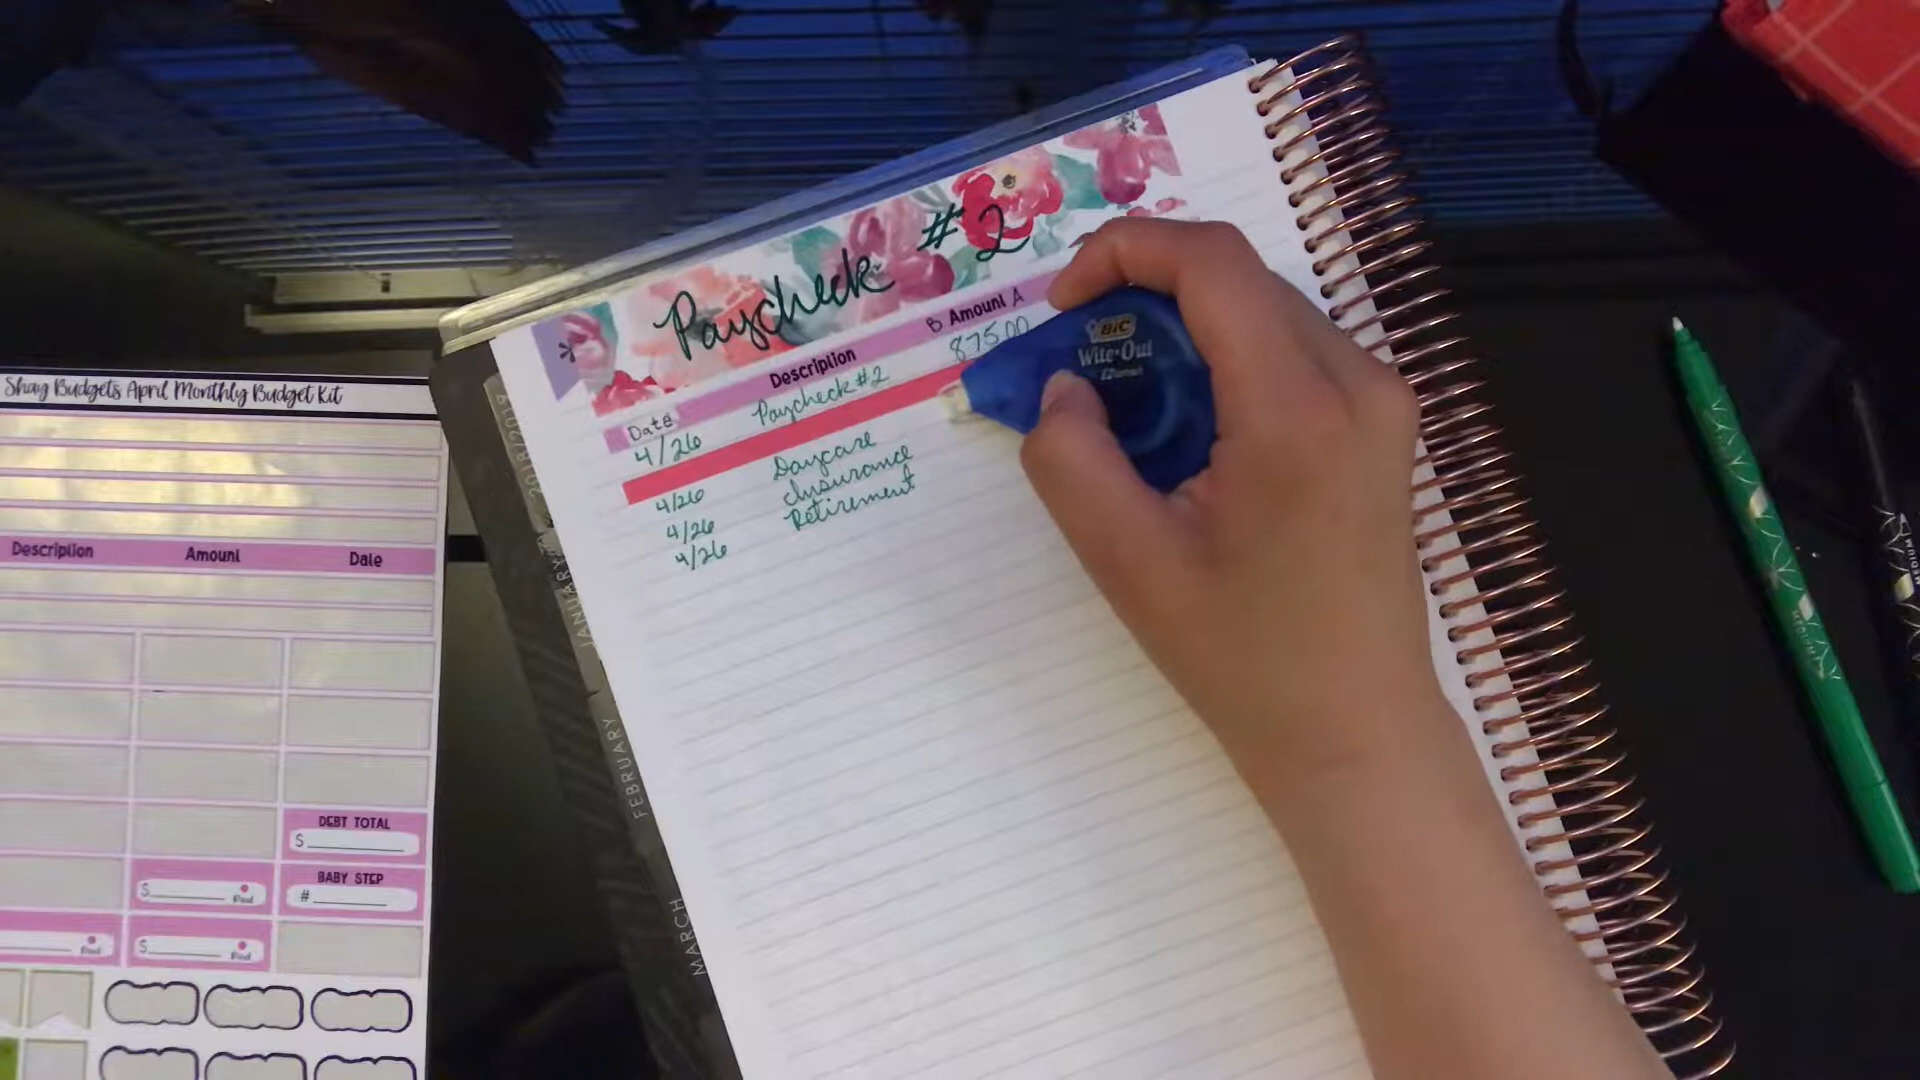 Paycheck #2
Date Description B Amount A
4/26 Paycheck #2 875.00
4/26 Daycare
4/26 Insurance
4/26 Retirement
BIC
Wite-Out
Shay Budgets April Monthly Budget Kit
Description Amount Date
DEBT TOTAL
$
BABY STEP
$ Paid #
Paid $ Paid
2018/2019
JANUARY
FEBRUARY
MARCH
MEDIUM
MEDIUM